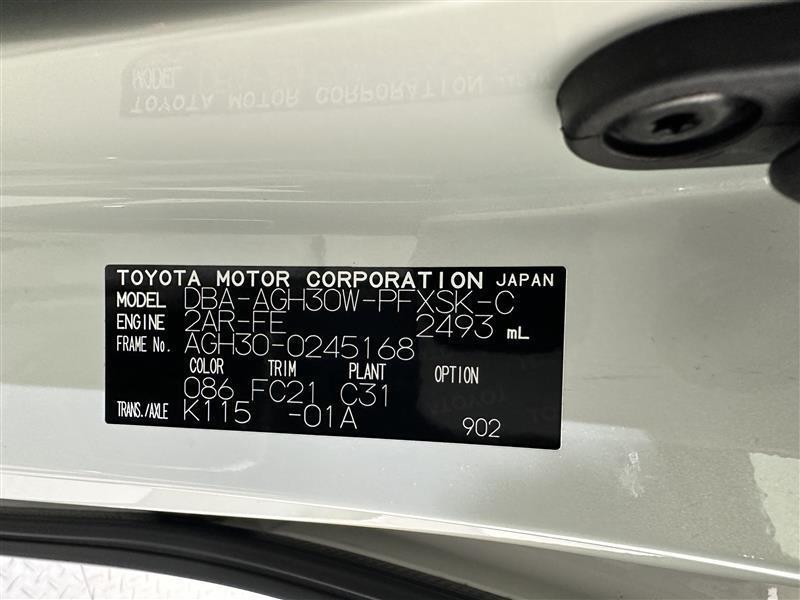 TOYOTA MOTOR CORPORATION JAPAN
MODEL DBA-AGH30W-PFXSK-C
ENGINE 2AR-FE 2493 mL
FRAME No. AGH30-0245168
COLOR TRIM PLANT OPTION
086 FC21 C31
TRANS./AXLE K115 -01A
902